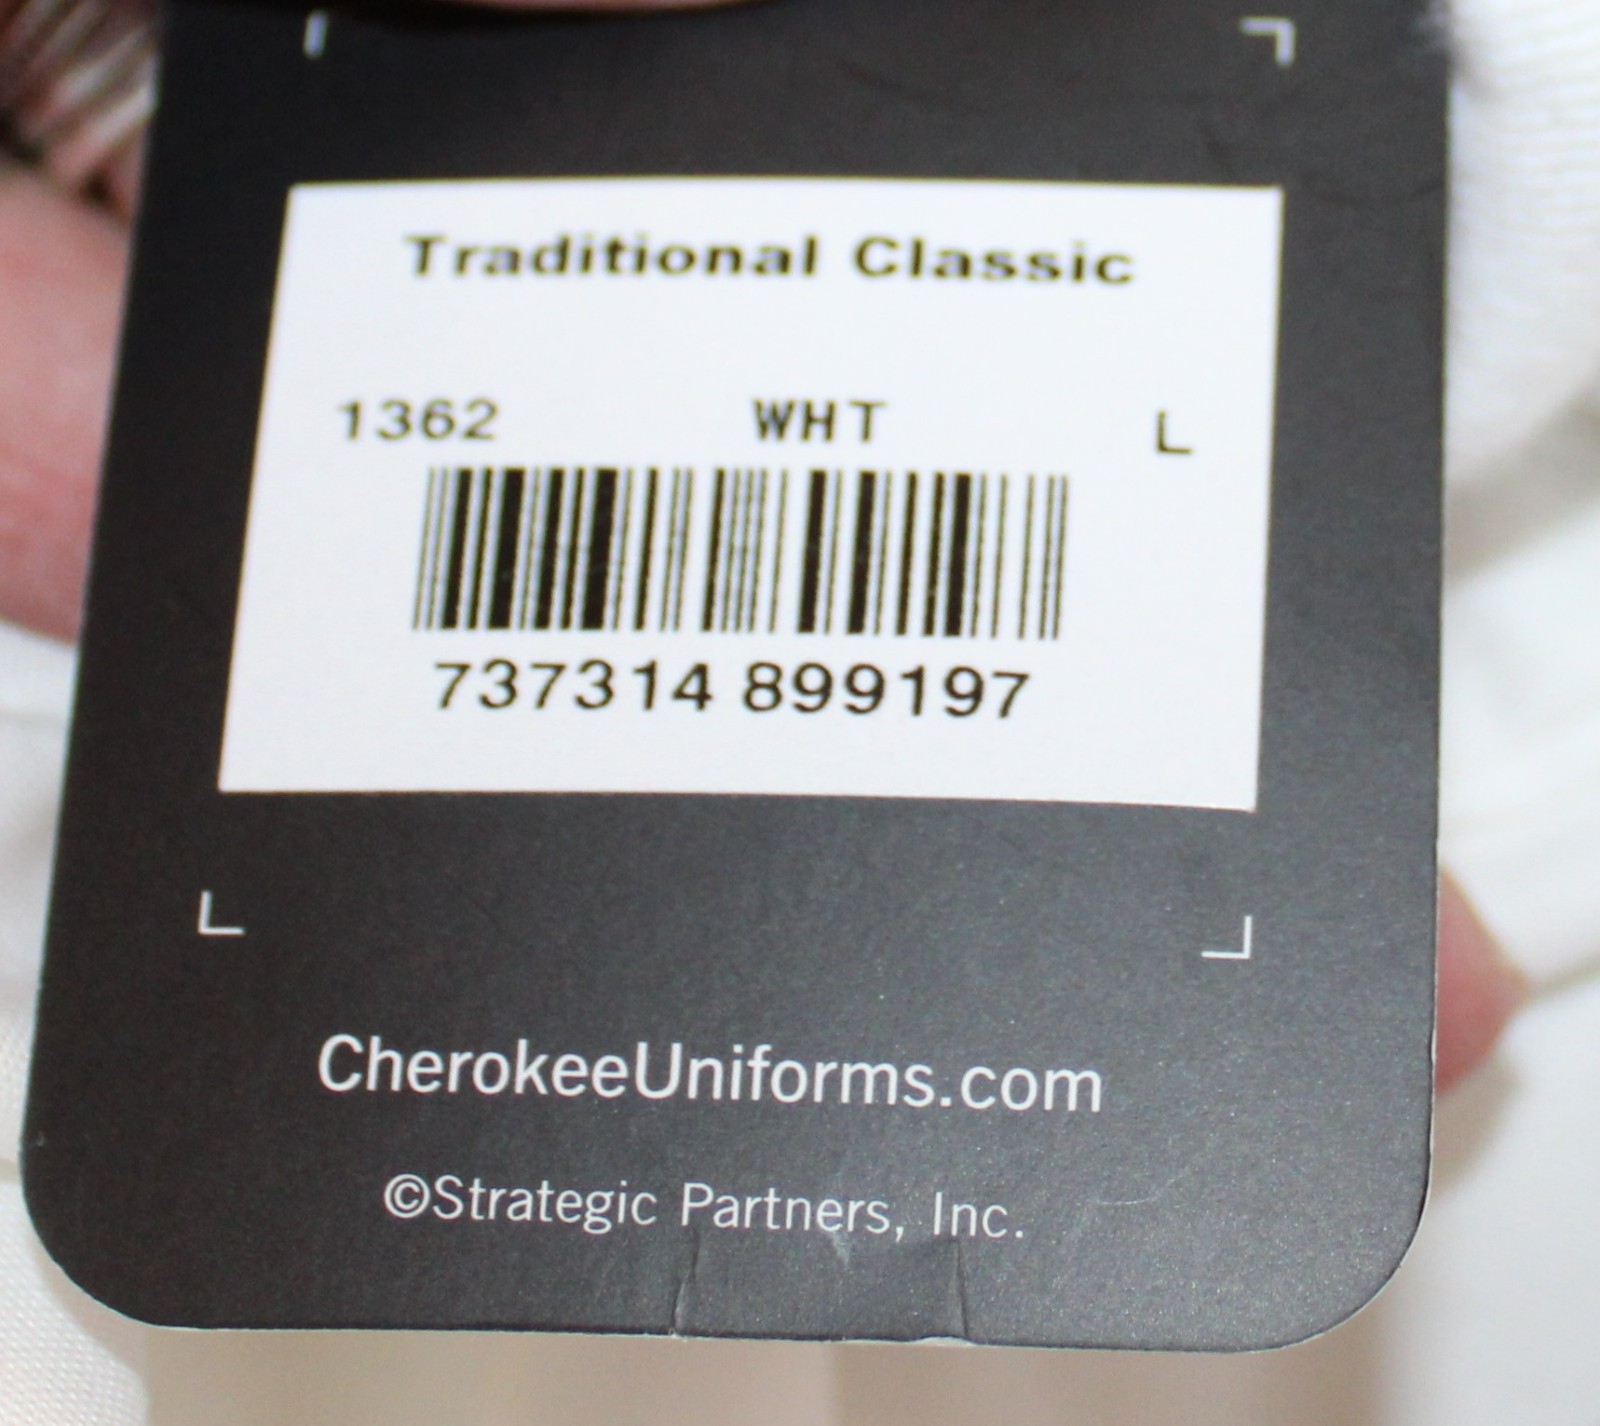 Traditional Classic
1362 WHT L
737314 899197
CherokeeUniforms.com
©Strategic Partners, Inc.